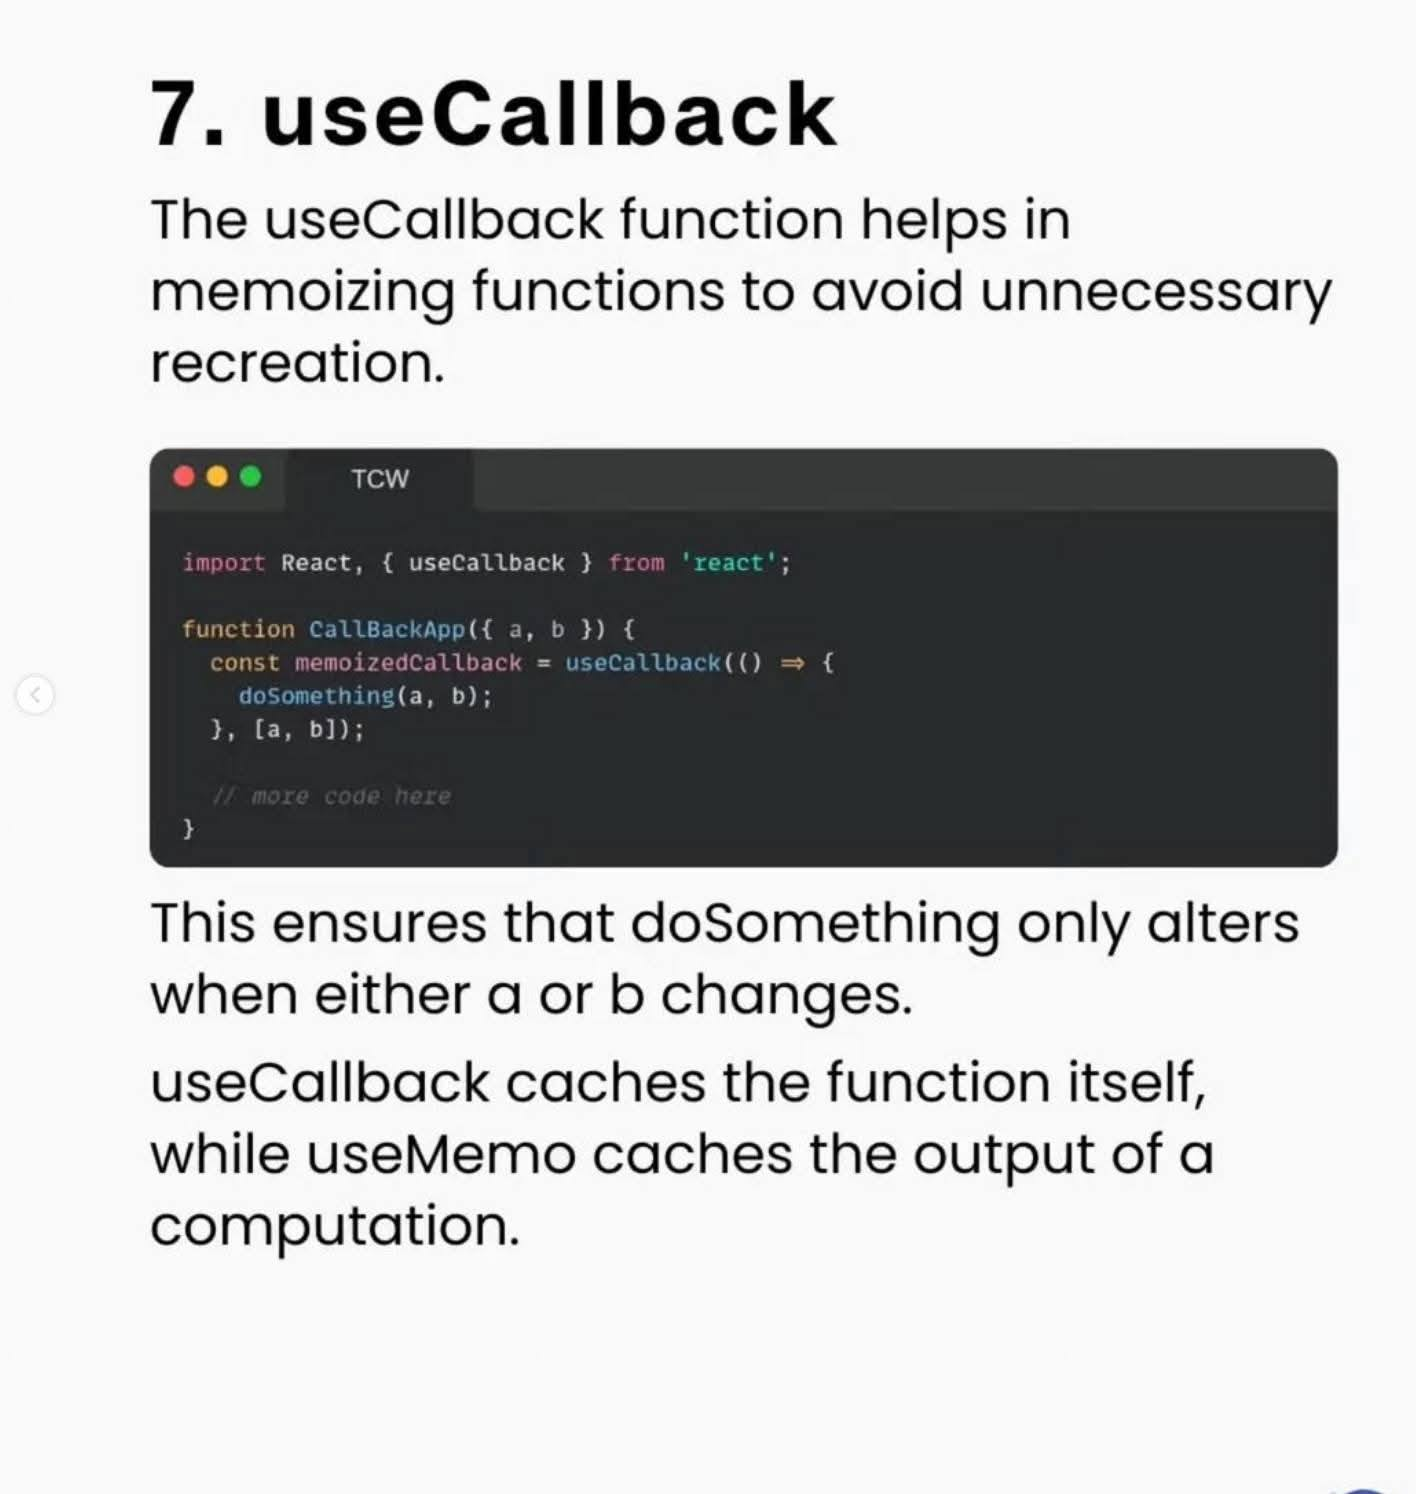 7. useCallback
The useCallback function helps in
memoizing functions to avoid unnecessary
recreation.
TCW
import React, { useCallback } from 'react';
function CallBackApp({ a, b }) {
const memoizedCallback = useCallback(() ⇒ {
doSomething(a, b);
}, [a, b]);
// more code here
}
This ensures that doSomething only alters
when either a or b changes.
useCallback caches the function itself,
while useMemo caches the output of a
computation.